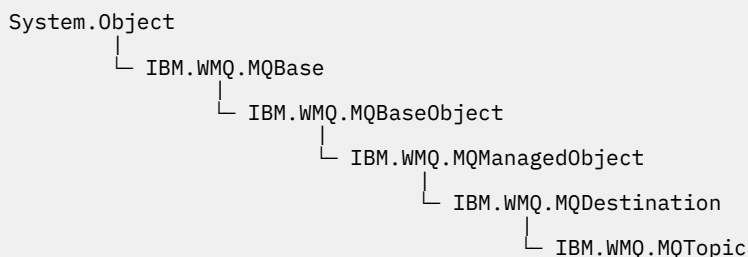 System.Object
IBM.WMQ.MQBase
IBM.WMQ.MQBaseObject
IBM.WMQ.MQManagedObject
IBM.WMQ.MQDestination
IBM.WMQ.MQTopic